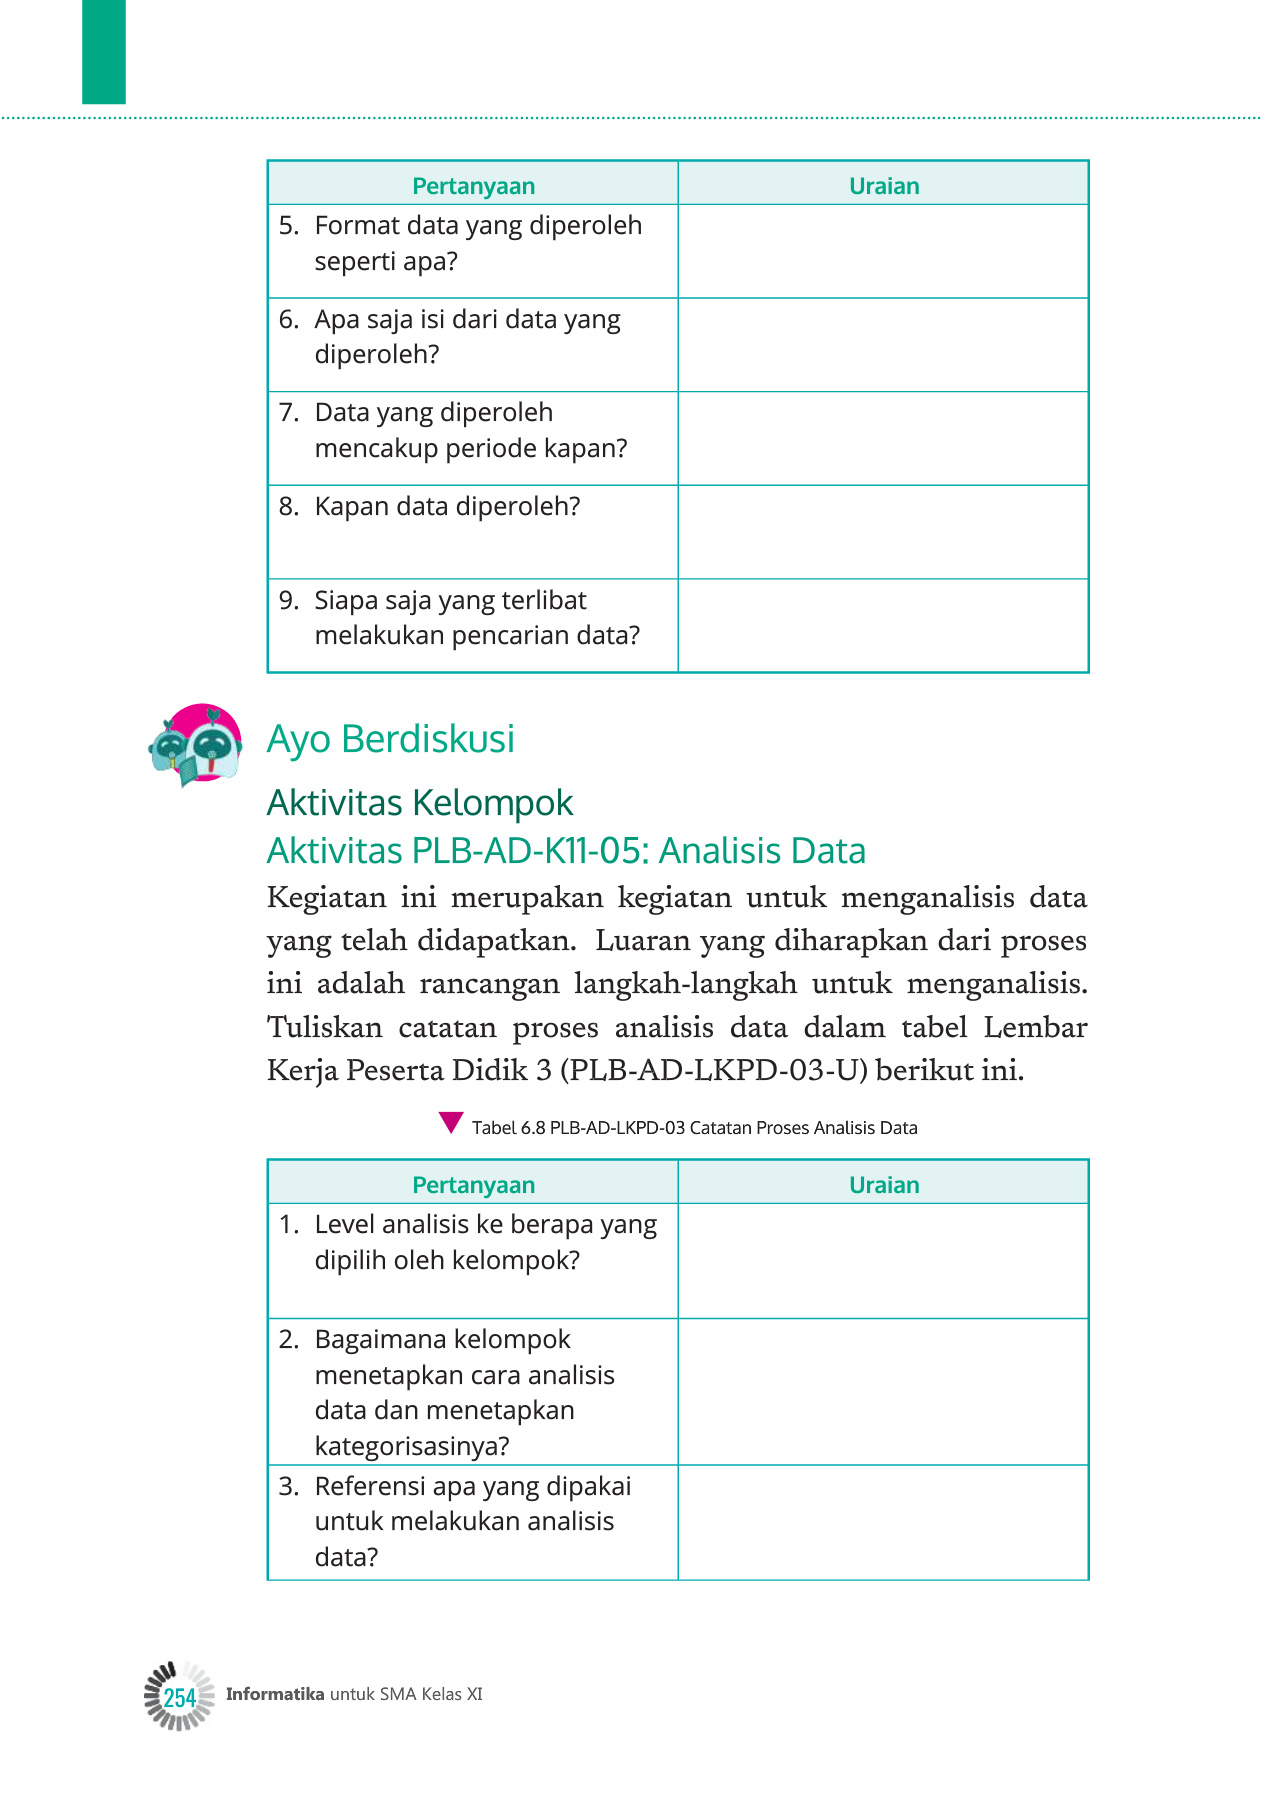 Pertanyaan Uraian
5. Format data yang diperoleh
seperti apa?
6. Apa saja isi dari data yang
diperoleh?
7. Data yang diperoleh
mencakup periode kapan?
8. Kapan data diperoleh?
9. Siapa saja yang terlibat
melakukan pencarian data?
Ayo Berdiskusi
Aktivitas Kelompok
Aktivitas PLB-AD-K11-05: Analisis Data
Kegiatan ini merupakan kegiatan untuk menganalisis data
yang telah didapatkan. Luaran yang diharapkan dari proses
ini adalah rancangan langkah-langkah untuk menganalisis.
Tuliskan catatan proses analisis data dalam tabel Lembar
Kerja Peserta Didik 3 (PLB-AD-LKPD-03-U) berikut ini.
Tabel 6.8 PLB-AD-LKPD-03 Catatan Proses Analisis Data
Pertanyaan Uraian
1. Level analisis ke berapa yang
dipilih oleh kelompok?
2. Bagaimana kelompok
menetapkan cara analisis
data dan menetapkan
kategorisasinya?
3. Referensi apa yang dipakai
untuk melakukan analisis
data?
254 Informatika untuk SMA Kelas XI